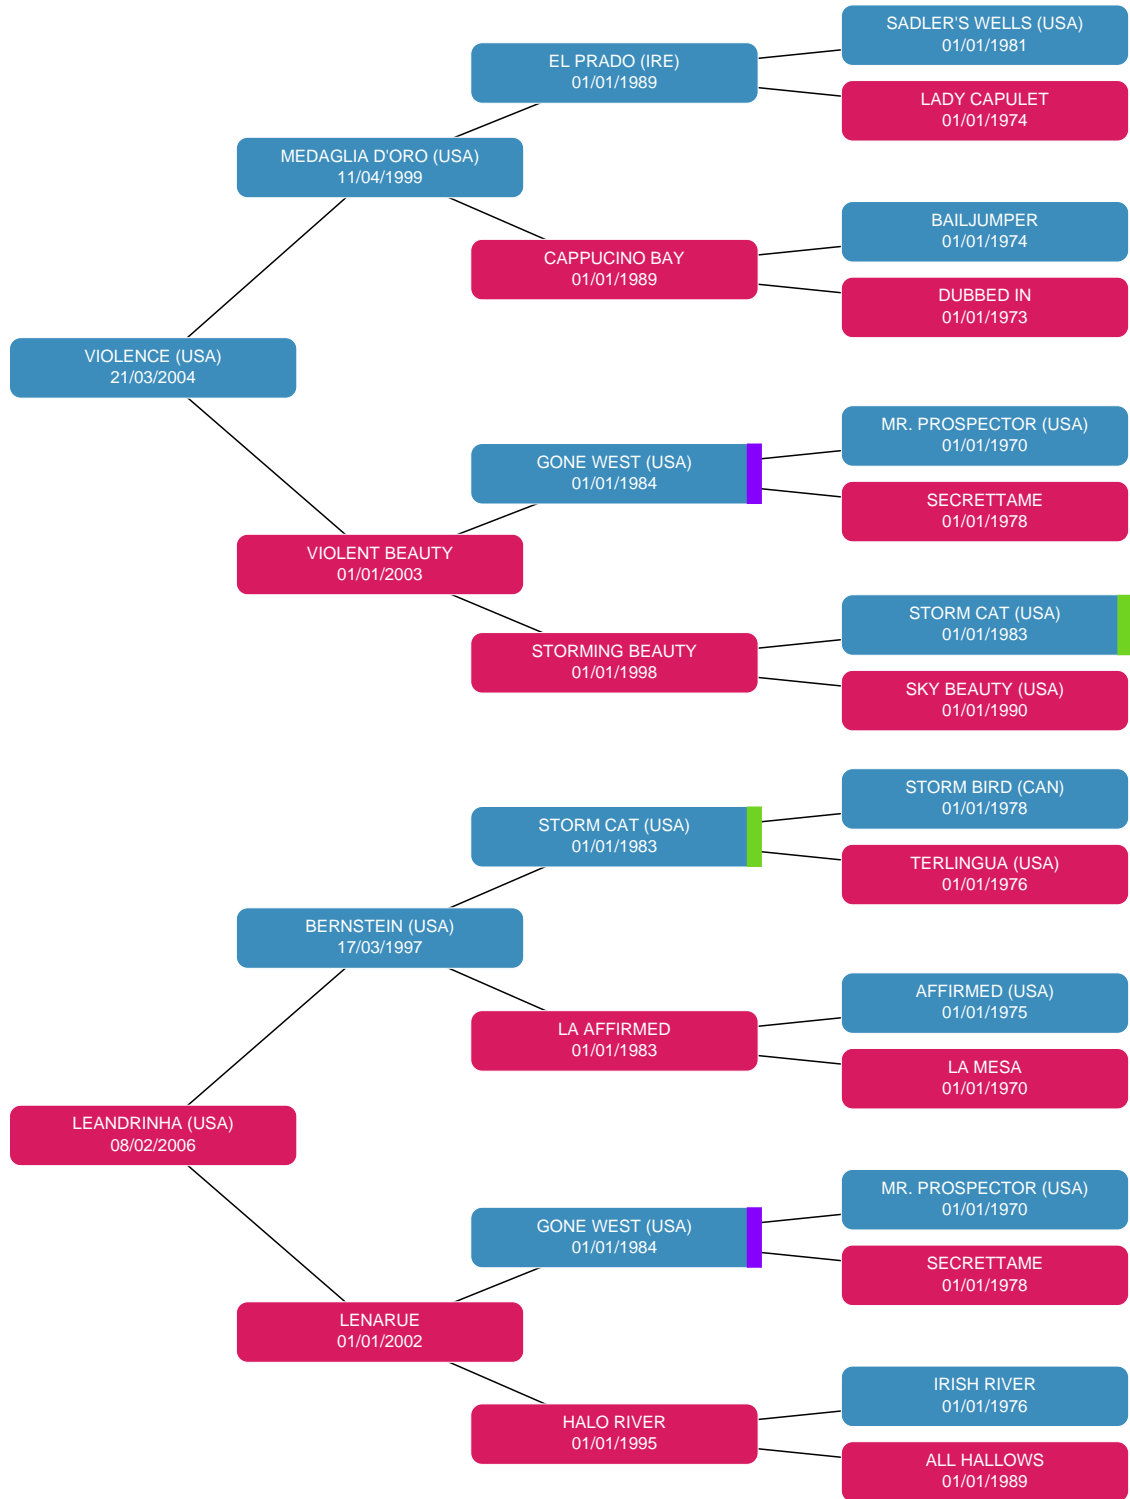 SADLER'S WELLS (USA)
01/01/1981
EL PRADO (IRE)
01/01/1989
LADY CAPULET
01/01/1974
MEDAGLIA D'ORO (USA)
11/04/1999
BAILJUMPER
01/01/1974
CAPPUCINO BAY
01/01/1989
DUBBED IN
01/01/1973
VIOLENCE (USA)
21/03/2004
MR. PROSPECTOR (USA)
01/01/1970
GONE WEST (USA)
01/01/1984
SECRETTAME
01/01/1978
VIOLENT BEAUTY
01/01/2003
STORM CAT (USA)
01/01/1983
STORMING BEAUTY
01/01/1998
SKY BEAUTY (USA)
01/01/1990
STORM BIRD (CAN)
01/01/1978
STORM CAT (USA)
01/01/1983
TERLINGUA (USA)
01/01/1976
BERNSTEIN (USA)
17/03/1997
AFFIRMED (USA)
01/01/1975
LA AFFIRMED
01/01/1983
LA MESA
01/01/1970
LEANDRINHA (USA)
08/02/2006
MR. PROSPECTOR (USA)
01/01/1970
GONE WEST (USA)
01/01/1984
SECRETTAME
01/01/1978
LENARUE
01/01/2002
IRISH RIVER
01/01/1976
HALO RIVER
01/01/1995
ALL HALLOWS
01/01/1989